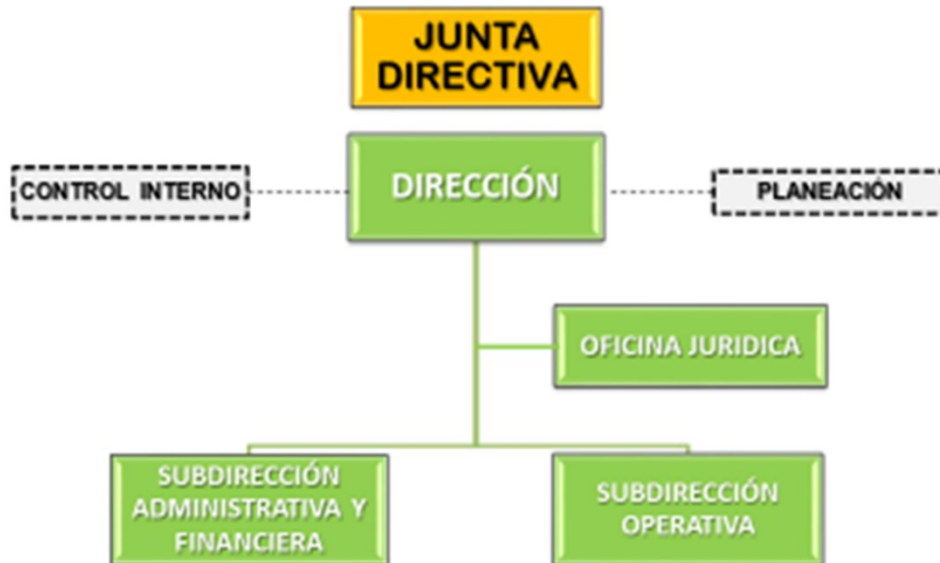 JUNTA
DIRECTIVA
CONTROL INTERNO
DIRECCIÓN
PLANEACIÓN
OFICINA JURIDICA
SUBDIRECCIÓN
ADMINISTRATIVA Y
FINANCIERA
SUBDIRECCIÓN
OPERATIVA